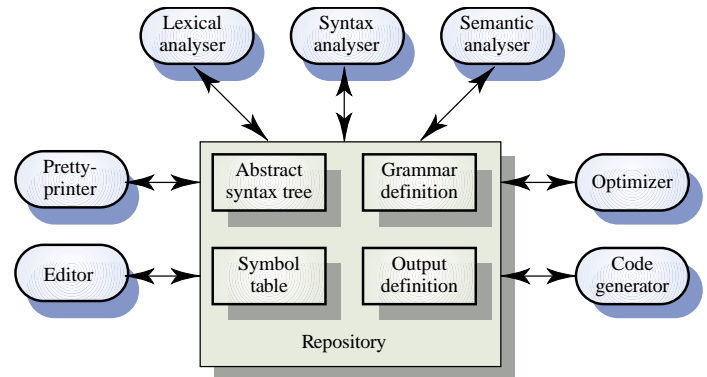 Lexical
analyser
Syntax
analyser
Semantic
analyser
Pretty-
printer
Abstract
syntax tree
Grammar
definition
Optimizer
Editor
Symbol
table
Output
definition
Code
generator
Repository